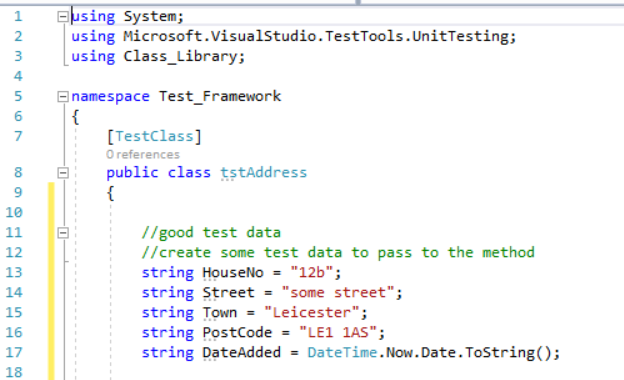 1 using System;
2 using Microsoft.VisualStudio.TestTools.UnitTesting;
3 using Class_Library;
4
5 namespace Test_Framework
6 {
7 [TestClass]
0 references
8 public class tstAddress
9 {
10
11 //good test data
12 //create some test data to pass to the method
13 string HouseNo = "12b";
14 string Street = "some street";
15 string Town = "Leicester";
16 string PostCode = "LE1 1AS";
17 string DateAdded = DateTime.Now.Date.ToString();
18